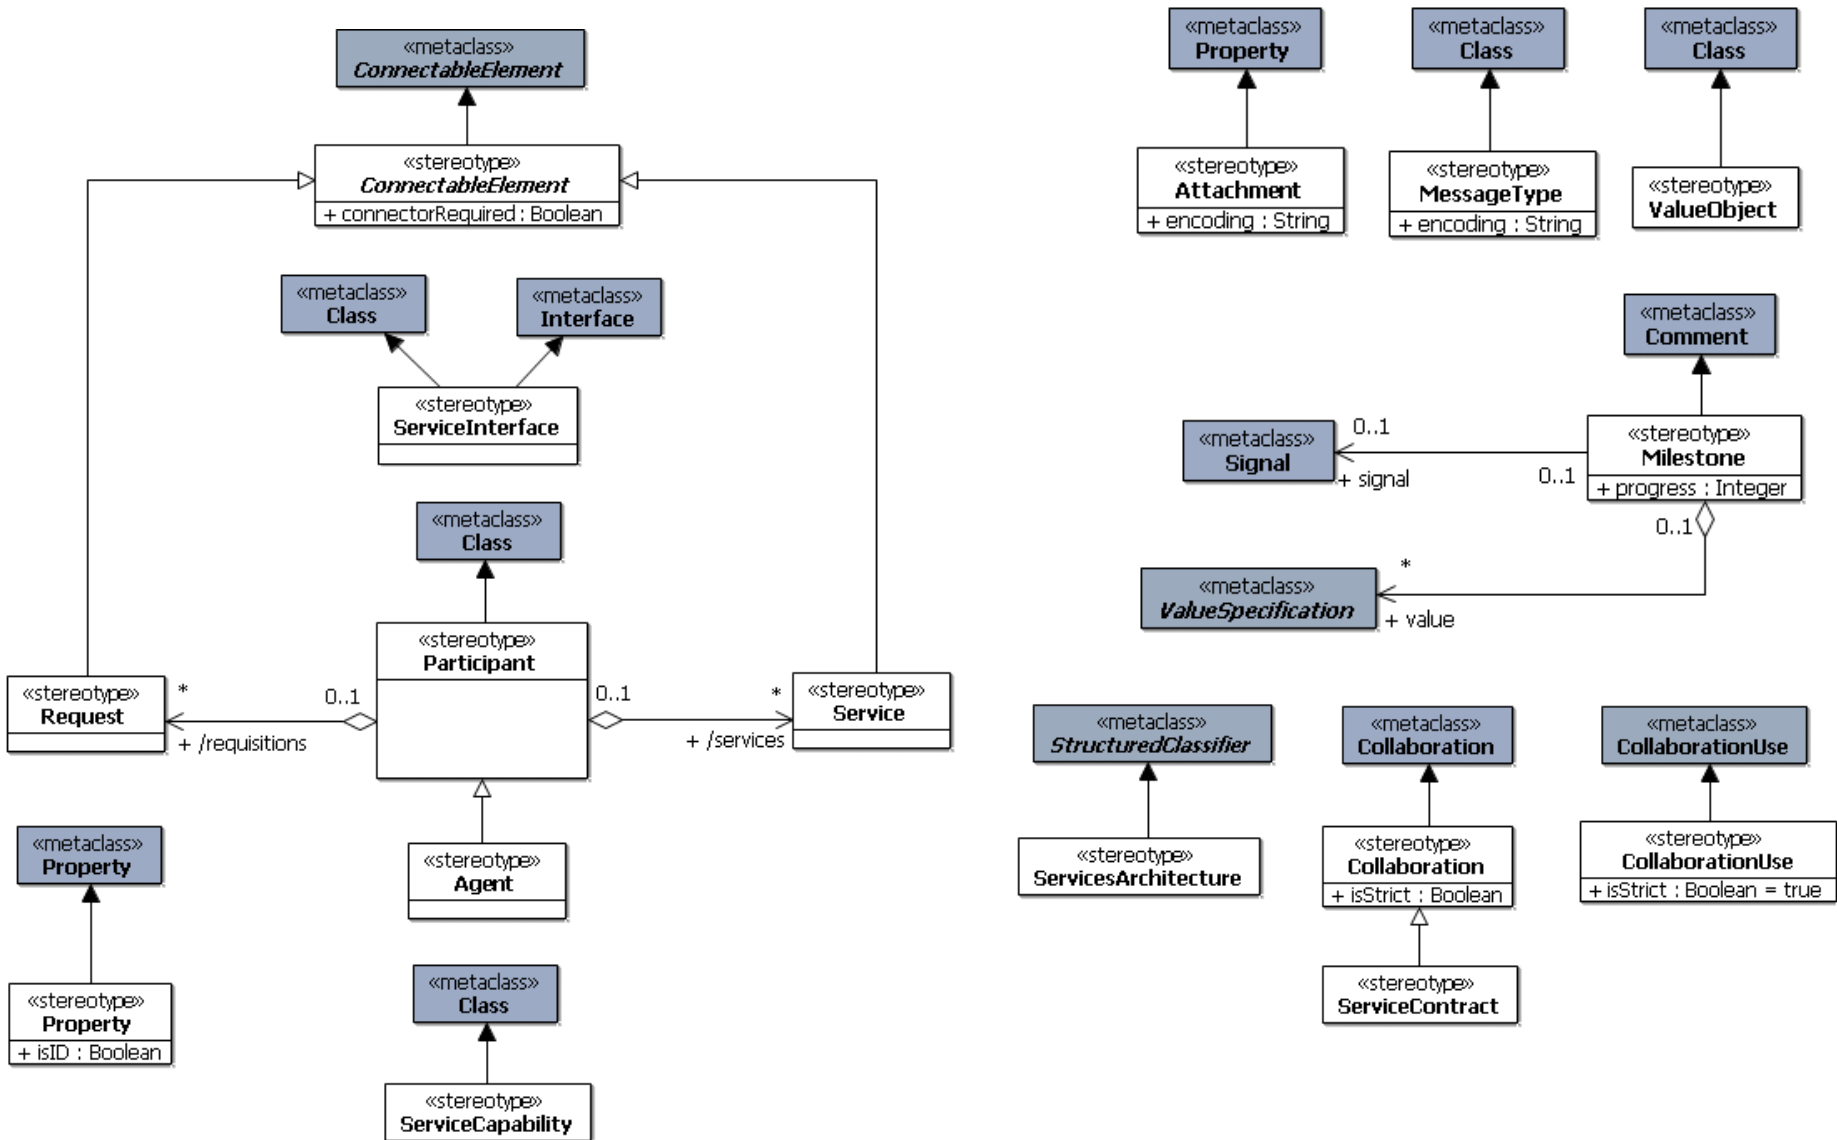 «metaclass»
ConnectableElement
«stereotype»
ConnectableElement
+ connectorRequired : Boolean
«metaclass»
Class
«metaclass»
Interface
«stereotype»
ServiceInterface
«metaclass»
Class
«stereotype»
Participant
«stereotype»
Request
*
0..1
+ /requisitions
0..1
*
+ /services
«stereotype»
Service
«metaclass»
Property
«stereotype»
Property
+ isID : Boolean
«stereotype»
Agent
«metaclass»
Class
«stereotype»
ServiceCapability
«metaclass»
Property
«stereotype»
Attachment
+ encoding : String
«metaclass»
Class
«stereotype»
MessageType
+ encoding : String
«metaclass»
Class
«stereotype»
ValueObject
«metaclass»
Comment
«stereotype»
Milestone
+ progress : Integer
«metaclass»
Signal
0..1
+ signal
0..1
0..1
«metaclass»
ValueSpecification
*
+ value
«metaclass»
StructuredClassifier
«stereotype»
ServicesArchitecture
«metaclass»
Collaboration
«stereotype»
Collaboration
+ isStrict : Boolean
«stereotype»
ServiceContract
«metaclass»
CollaborationUse
«stereotype»
CollaborationUse
+ isStrict : Boolean = true